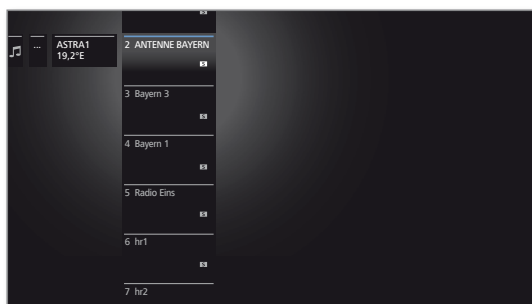 S
...
ASTRA1
19,2°E
2 ANTENNE BAYERN
S
3 Bayern 3
S
4 Bayern 1
S
5 Radio Eins
S
6 hr1
S
7 hr2